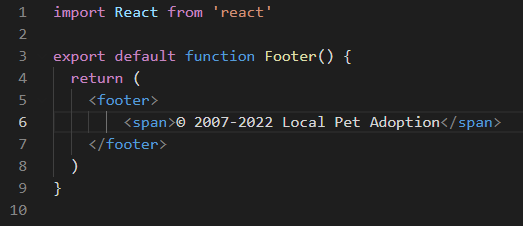 1 import React from 'react'
2
3 export default function Footer() {
4   return (
5     <footer>
6         <span>© 2007-2022 Local Pet Adoption</span>
7     </footer>
8   )
9 }
10